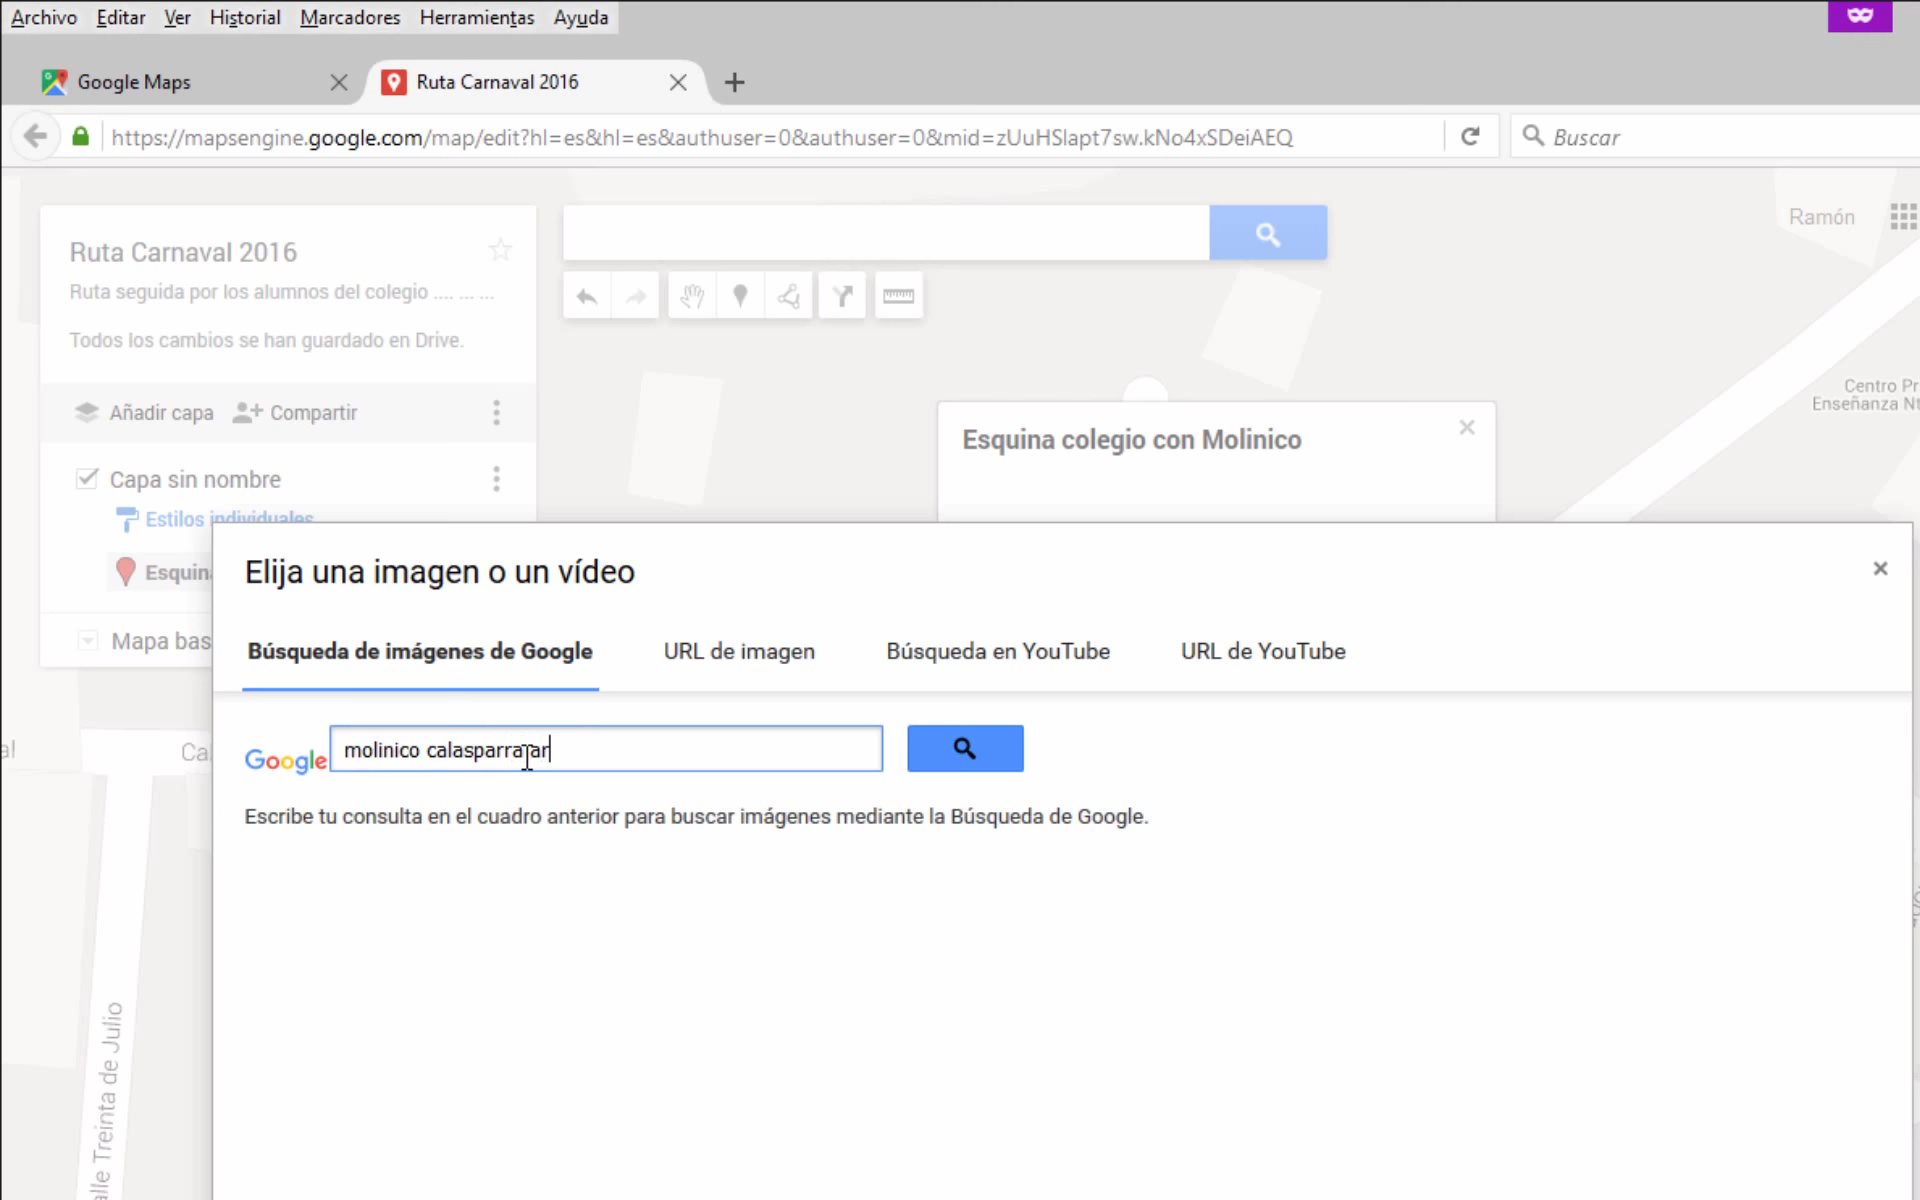 Archivo Editar Ver Historial Marcadores Herramientas Ayuda
Google Maps
Ruta Carnaval 2016
https://mapsengine.google.com/map/edit?hl=es&hl=es&authuser=0&authuser=0&mid=zUuHSlapt7sw.kNo4xSDeiAEQ
Buscar
Ruta Carnaval 2016
Ruta seguida por los alumnos del colegio .... ... ...
Todos los cambios se han guardado en Drive.
Añadir capa
Compartir
Capa sin nombre
Estilos individuales
Esquin
Mapa bas
Ramón
Centro Pr
Enseñanza Nt
Esquina colegio con Molinico
Elija una imagen o un vídeo
Búsqueda de imágenes de Google
URL de imagen
Búsqueda en YouTube
URL de YouTube
Google
molinico
Escribe tu consulta en el cuadro anterior para buscar imágenes mediante la Búsqueda de Google.
al
Cal
alle Treinta de Julio